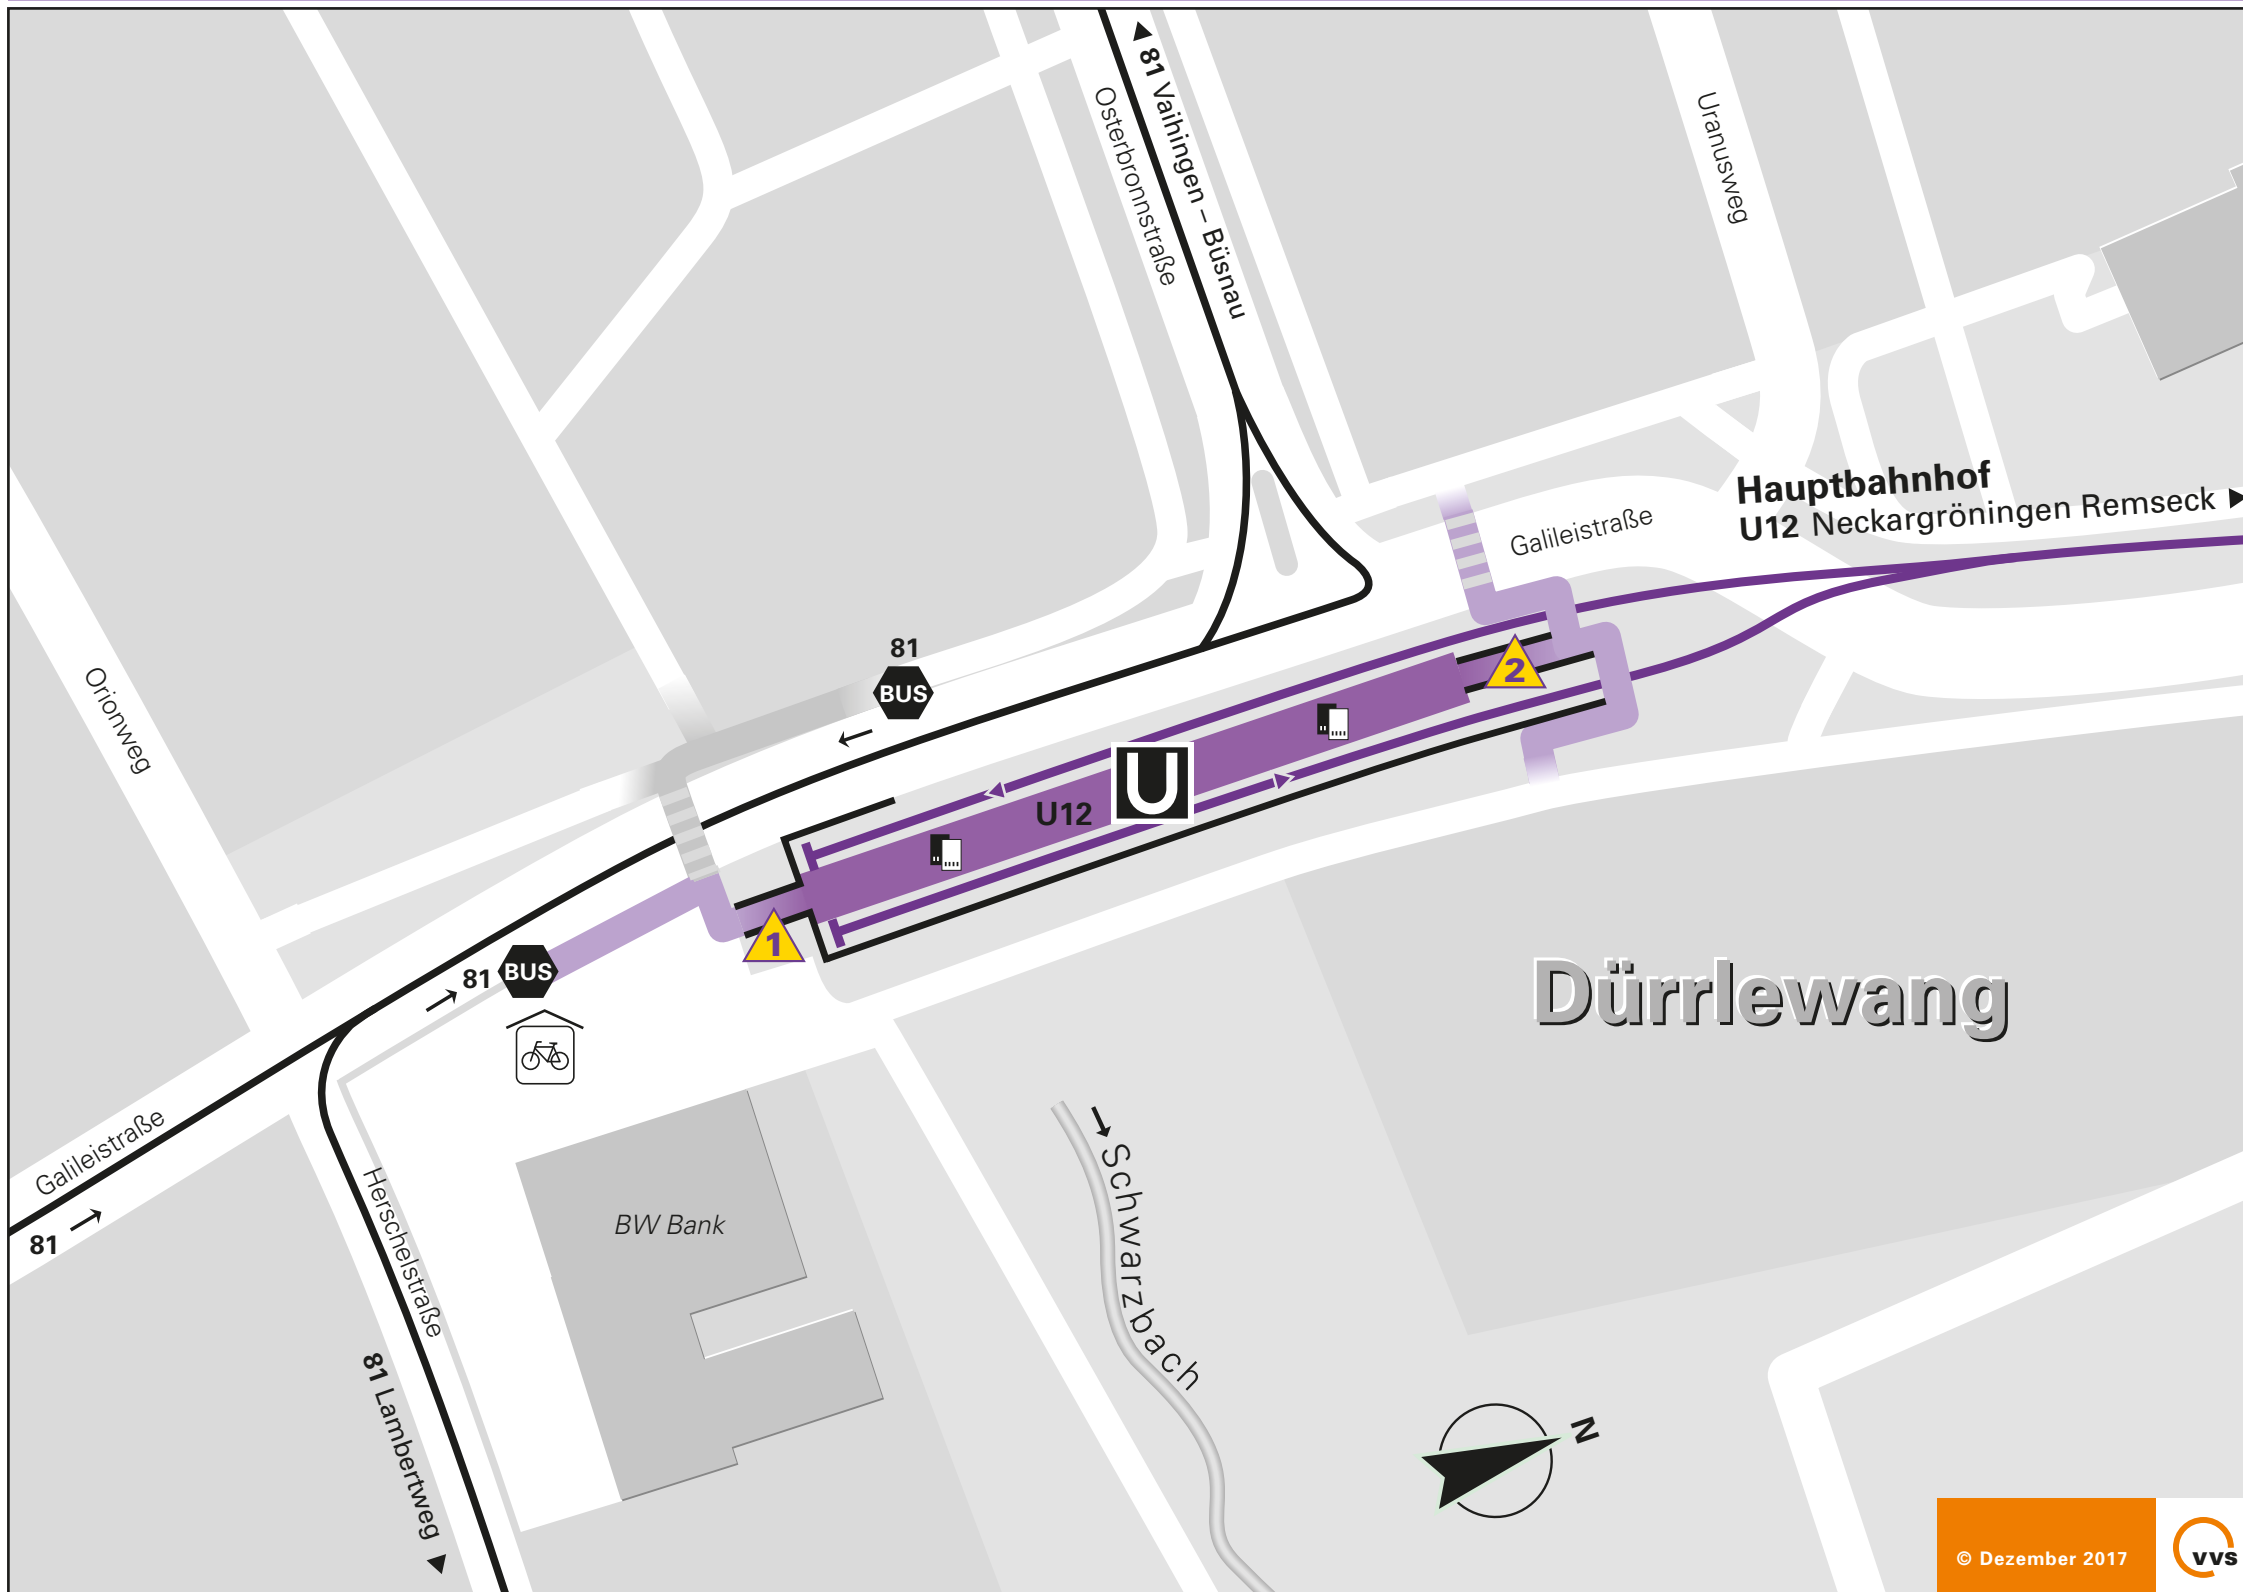 81 Vaihingen – Büsnau
Osterbronnstraße
Uranusweg
Hauptbahnhof
U12 Neckargröningen Remseck
Galileistraße
Orionweg
81
BUS
2
U
U12
1
81
BUS
Dürrlewang
Galileistraße
81
Herschelstraße
BW Bank
Schwarzbach
81 Lambertweg
N
© Dezember 2017
vvs